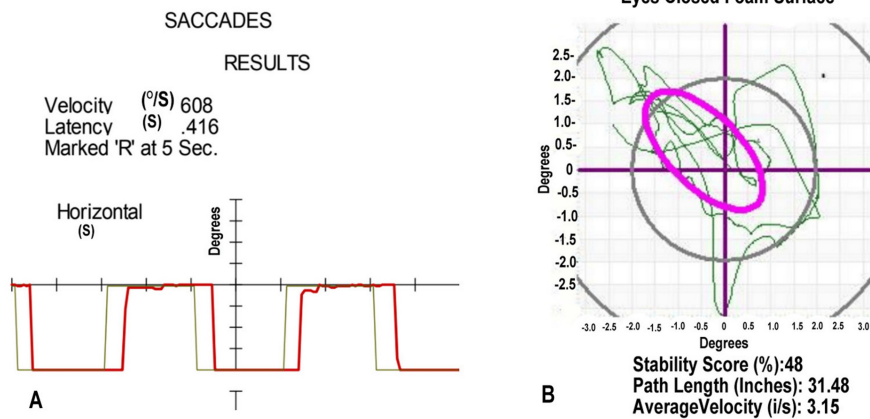 SACCADES
RESULTS
Velocity (º/S) 608
Latency (S) .416
Marked 'R' at 5 Sec.
Horizontal
(S)
Degrees
A
Eyes Closed Foam Surface
Degrees
2.5-
2.0-
1.5-
1.0-
0.5
0
-0.5
-1.0-
-1.5-
-2.0-
-2.5-
-3.0 -2.5 -2.0 -1.5 -1.0 -0.5 0 0.5 1.0 1.5 2.0 2.5 3.0
Degrees
B
Stability Score (%):48
Path Length (Inches): 31.48
AverageVelocity (i/s): 3.15